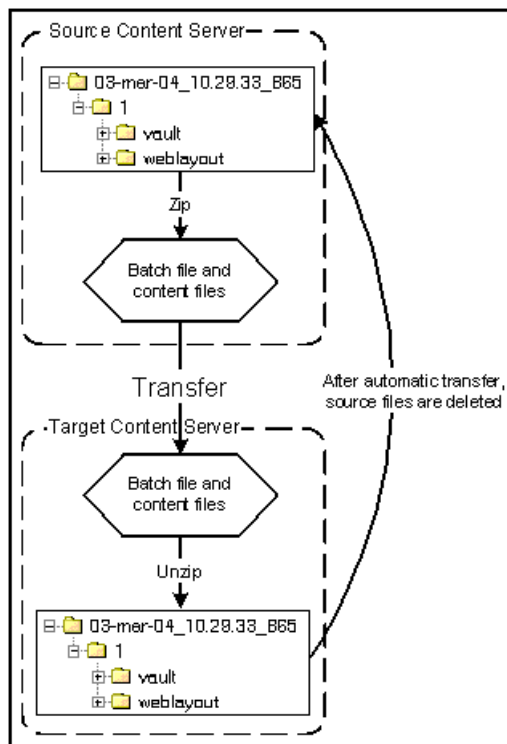 Source Content Server
03-mar-04_10.29.33_B65
1
vault
weblayout
Zip
Batch file and
content files
Transfer
After automatic transfer,
source files are deleted
Target Content Server
Batch file and
content files
Unzip
03-mar-04_10.29.33_B65
1
vault
weblayout